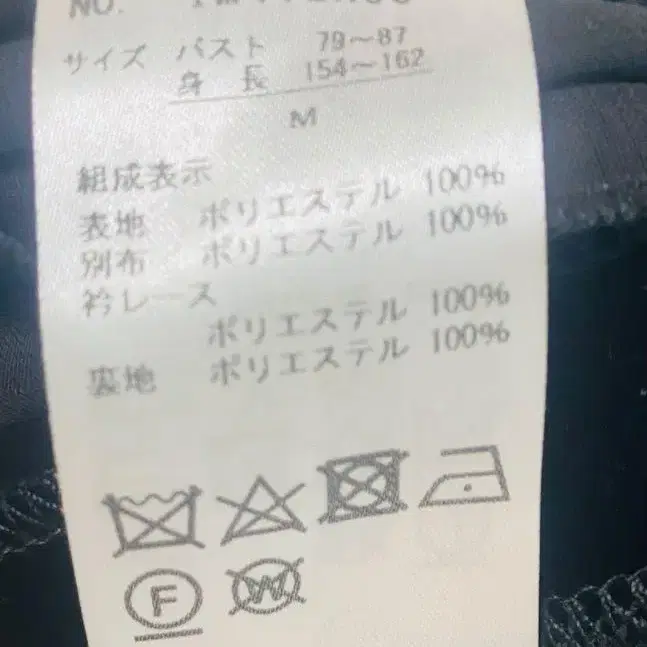 NO.
サイズ バスト 79~87
身長 154~162
M
組成表示
表地 ポリエステル 100%
別布 ポリエステル 100%
衿レース
ポリエステル 100%
裏地 ポリエステル 100%
F
W